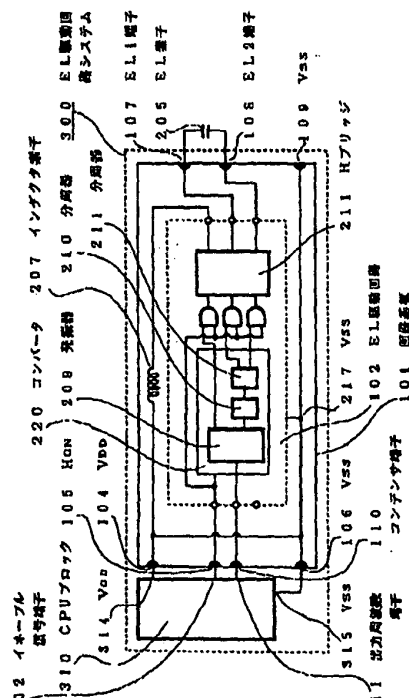 300 EL駆動回路システム
107 EL1端子
205 EL素子
108 EL2端子
109 VSS
207 インダクタ素子
210 分周器
211 分周器
220 コンバータ
209 発振器
211 Hブリッジ
105 HON
104 VDD
217 VSS
102 EL駆動回路
101 回路基板
310 CPUブロック
314 VDD
106 VSS
110 コンデンサ端子
02 イネーブル信号端子
315 VSS
11 出力周波数端子